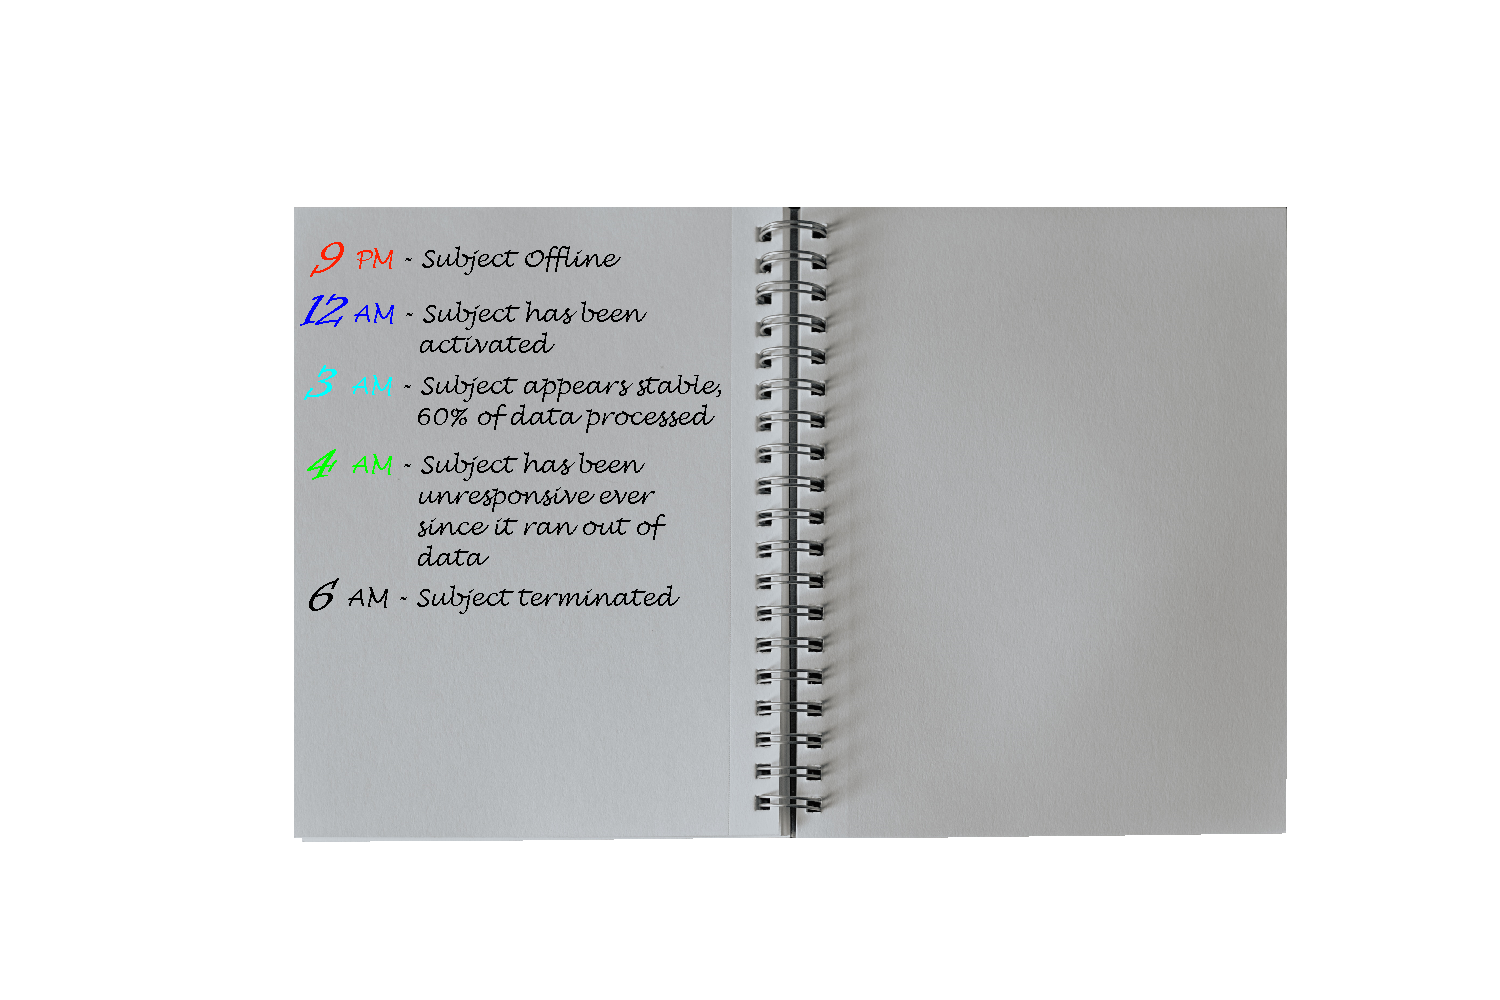 9 PM - Subject Offline
12 AM - Subject has been
activated
3 AM - Subject appears stable,
60% of data processed
4 AM - Subject has been
unresponsive ever
since it ran out of
data
6 AM - Subject terminated